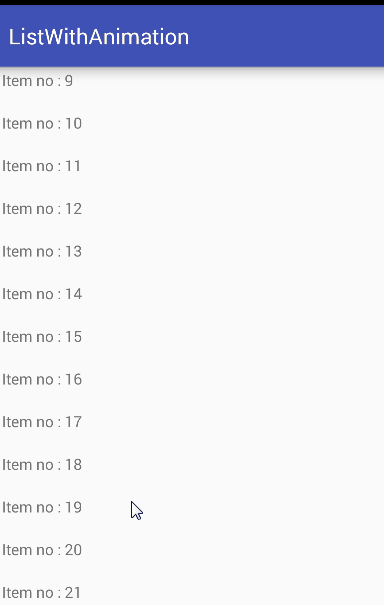 ListWithAnimation
Item no : 9
Item no : 10
Item no : 11
Item no : 12
Item no : 13
Item no : 14
Item no : 15
Item no : 16
Item no : 17
Item no : 18
Item no : 19
Item no : 20
Item no : 21